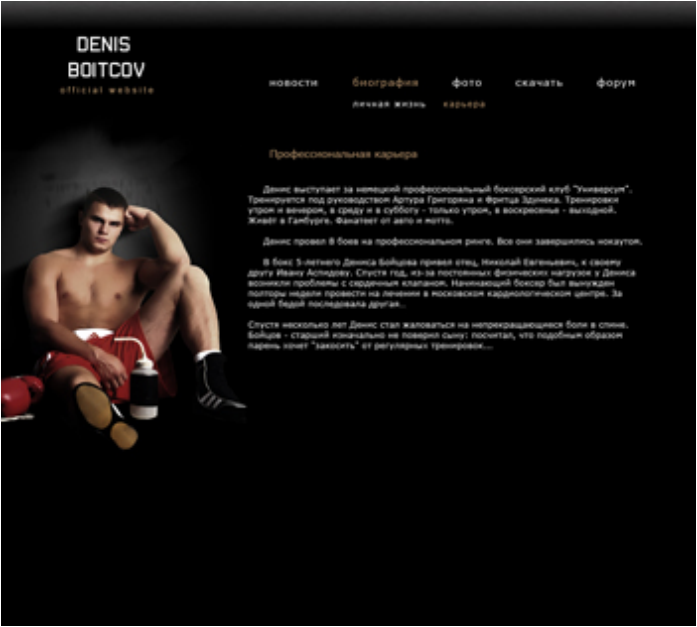 DENIS
BOITCOV
official website
новости биография фото скачать форум
личная жизнь карьера
Профессиональная карьера
Денис выступает за немецкий профессиональный боксерский клуб "Универсум".
Тренируется под руководством Артура Григоряна и Фритца Здунека. Тренировки
утром и вечером, в среду и в субботу - только утром, в воскресенье - выходной.
Живёт в Гамбурге. Фанатеет от авто и мотто.
Денис провел 8 боев на профессиональном ринге. Все они завершились нокаутом.
В бокс 5-летнего Дениса Бойцова привел отец, Николай Евгеньевич, к своему
другу Ивану Аспидову. Спустя год, из-за постоянных физических нагрузок у Дениса
возникли проблемы с сердечным клапаном. Начинающий боксер был вынужден
полторы недели провести на лечении в московском кардиологическом центре. За
одной бедой последовала другая.
Спустя несколько лет Денис стал жаловаться на непрекращающиеся боли в спине.
Бойцов - старший изначально не поверил сыну: посчитал, что подобным образом
парень хочет "закосить" от регулярных тренировок...